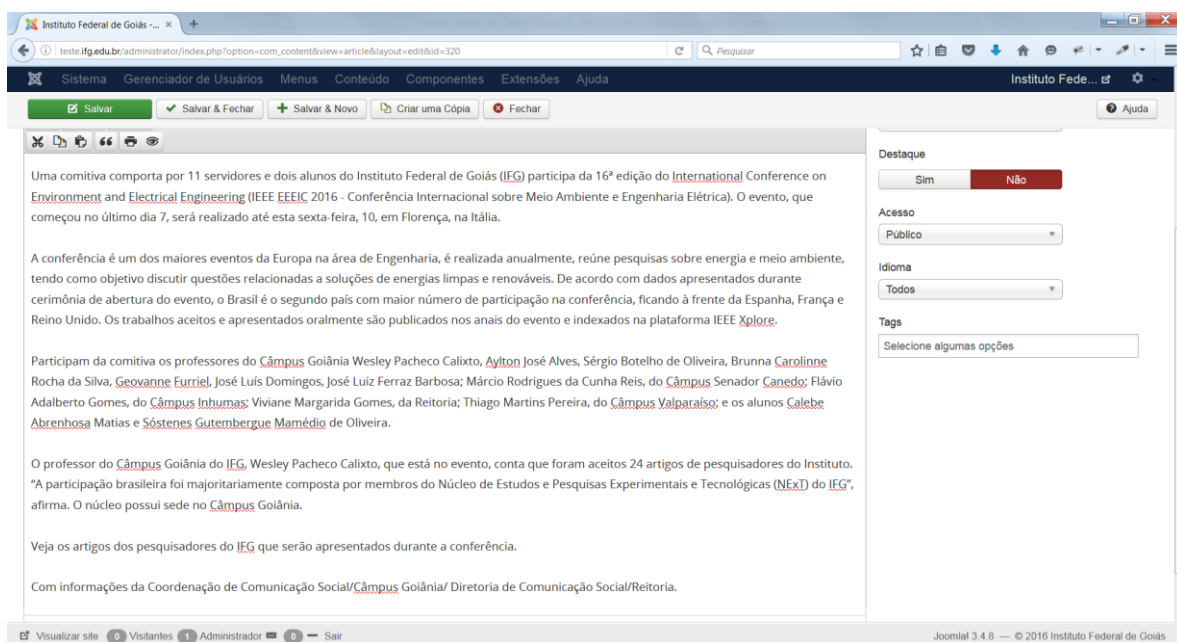 Instituto Federal de Goiás -... × +
teste.ifg.edu.br/administrator/index.php?option=com_content&view=article&layout=edit&id=320
Pesquisar
Sistema Gerenciador de Usuários Menus Conteúdo Componentes Extensões Ajuda Instituto Fede...
Salvar Salvar & Fechar Salvar & Novo Criar uma Cópia Fechar Ajuda
Uma comitiva comporta por 11 servidores e dois alunos do Instituto Federal de Goiás (IFG) participa da 16ª edição do International Conference on
Environment and Electrical Engineering (IEEE EEEIC 2016 - Conferência Internacional sobre Meio Ambiente e Engenharia Elétrica). O evento, que
começou no último dia 7, será realizado até esta sexta-feira, 10, em Florença, na Itália.
A conferência é um dos maiores eventos da Europa na área de Engenharia, é realizada anualmente, reúne pesquisas sobre energia e meio ambiente,
tendo como objetivo discutir questões relacionadas a soluções de energias limpas e renováveis. De acordo com dados apresentados durante
cerimônia de abertura do evento, o Brasil é o segundo país com maior número de participação na conferência, ficando à frente da Espanha, França e
Reino Unido. Os trabalhos aceitos e apresentados oralmente são publicados nos anais do evento e indexados na plataforma IEEE Xplore.
Participam da comitiva os professores do Câmpus Goiânia Wesley Pacheco Calixto, Aylton José Alves, Sérgio Botelho de Oliveira, Brunna Carolinne
Rocha da Silva, Geovanne Furriel, José Luís Domingos, José Luiz Ferraz Barbosa; Márcio Rodrigues da Cunha Reis, do Câmpus Senador Canedo; Flávio
Adalberto Gomes, do Câmpus Inhumas; Viviane Margarida Gomes, da Reitoria; Thiago Martins Pereira, do Câmpus Valparaíso; e os alunos Calebe
Abrenhosa Matias e Sóstenes Gutembergue Mamédio de Oliveira.
O professor do Câmpus Goiânia do IFG, Wesley Pacheco Calixto, que está no evento, conta que foram aceitos 24 artigos de pesquisadores do Instituto.
“A participação brasileira foi majoritariamente composta por membros do Núcleo de Estudos e Pesquisas Experimentais e Tecnológicas (NExT) do IFG”,
afirma. O núcleo possui sede no Câmpus Goiânia.
Veja os artigos dos pesquisadores do IFG que serão apresentados durante a conferência.
Com informações da Coordenação de Comunicação Social/Câmpus Goiânia/ Diretoria de Comunicação Social/Reitoria.
Destaque
Sim Não
Acesso
Público
Idioma
Todos
Tags
Selecione algumas opções
Visualizar site 0 Visitantes 1 Administrador 0 Sair Joomla! 3.4.8 — © 2016 Instituto Federal de Goiás